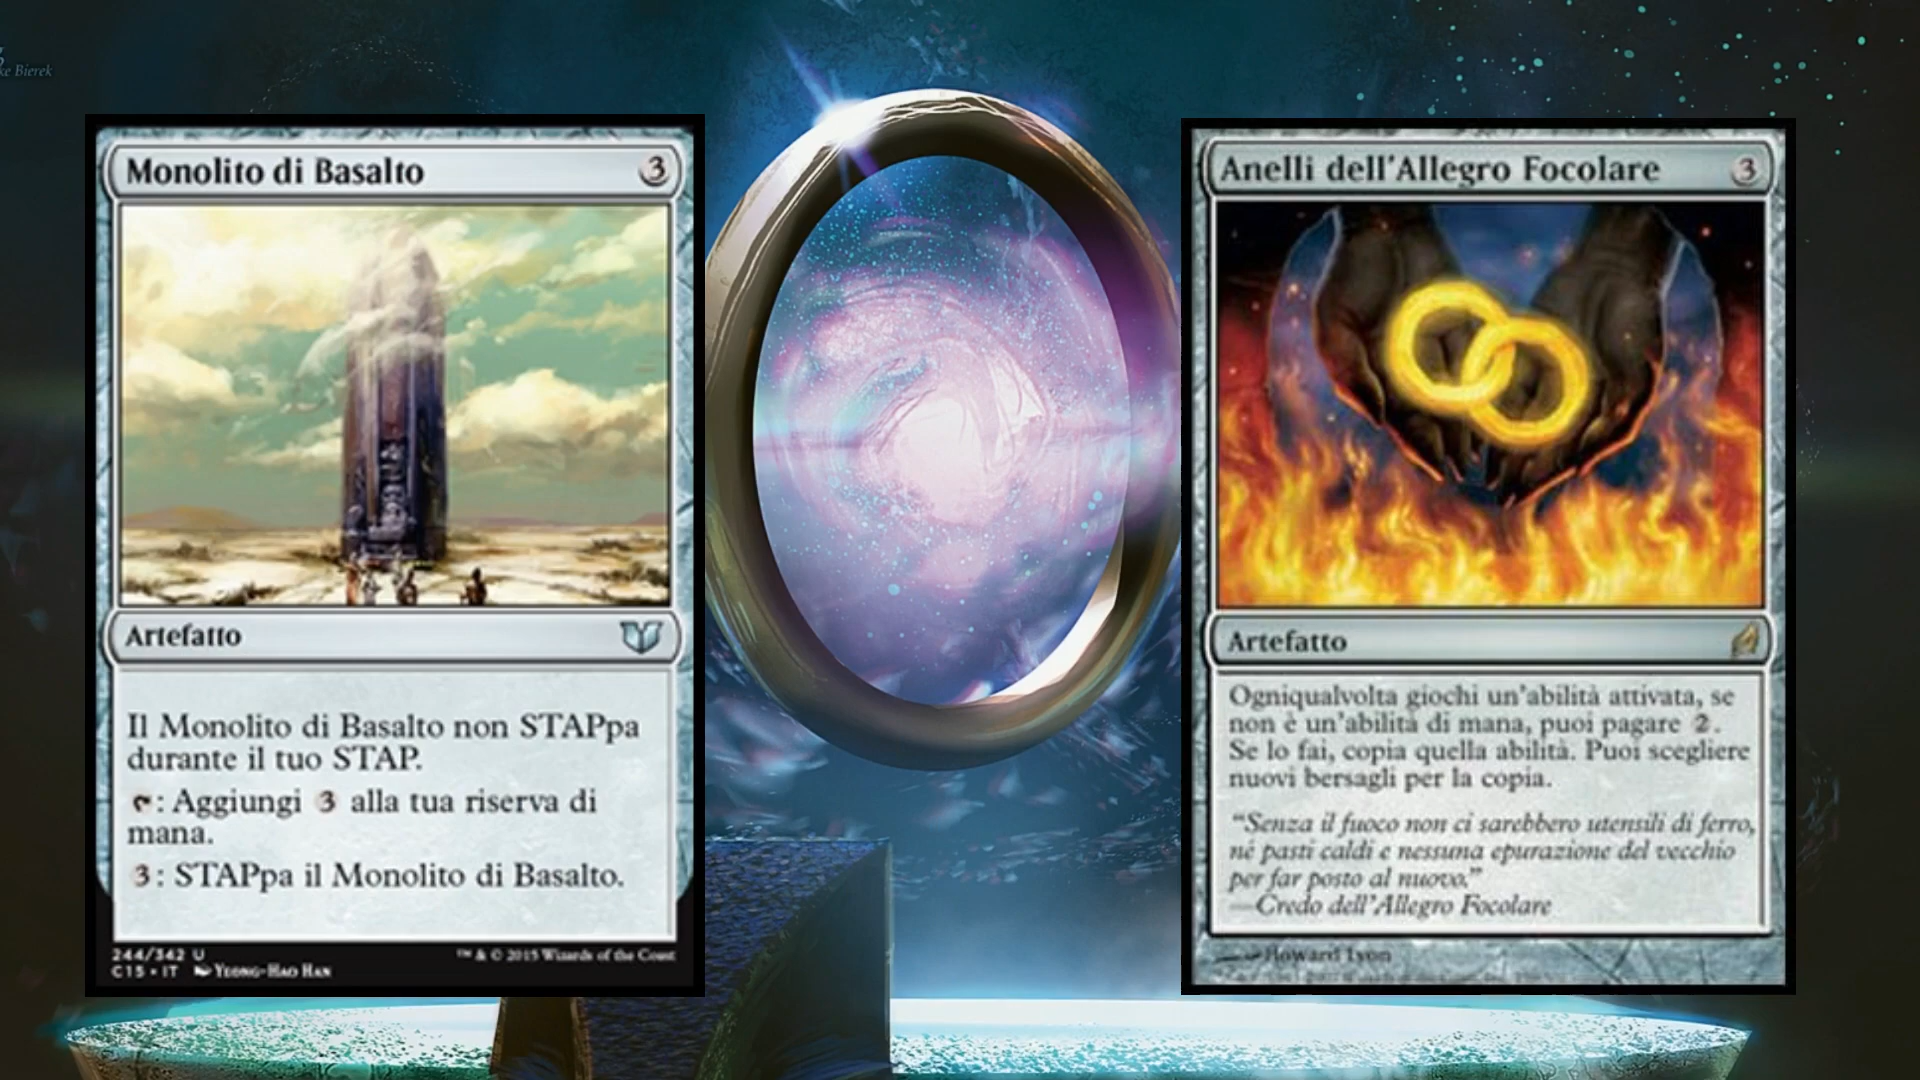 ke Bierek
Monolito di Basalto 3
Artefatto
Il Monolito di Basalto non STAPpa
durante il tuo STAP.
: Aggiungi 3 alla tua riserva di
mana.
3: STAPpa il Monolito di Basalto.
244/342 U
™ & © 2015 Wizards of the Coast
C15 • IT Yeong-Hao Han
Anelli dell'Allegro Focolare 3
Artefatto
Ogniqualvolta giochi un'abilità attivata, se
non è un'abilità di mana, puoi pagare 2.
Se lo fai, copia quella abilità. Puoi scegliere
nuovi bersagli per la copia.
"Senza il fuoco non ci sarebbero utensili di ferro,
né pasti caldi e nessuna epurazione del vecchio
per far posto al nuovo."
—Credo dell'Allegro Focolare
Howard Lyon